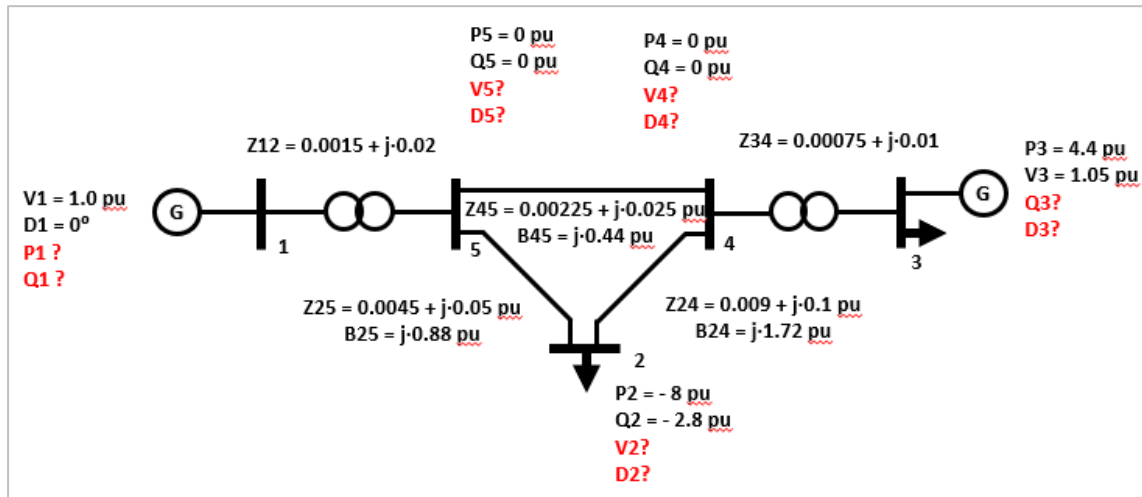 P5 = 0 pu
Q5 = 0 pu
V5?
D5?
P4 = 0 pu
Q4 = 0 pu
V4?
D4?
Z12 = 0.0015 + j·0.02
Z34 = 0.00075 + j·0.01
V1 = 1.0 pu
D1 = 0º
P1 ?
Q1 ?
G
1
5
Z45 = 0.00225 + j·0.025 pu
B45 = j·0.44 pu
4
3
G
P3 = 4.4 pu
V3 = 1.05 pu
Q3?
D3?
Z25 = 0.0045 + j·0.05 pu
B25 = j·0.88 pu
Z24 = 0.009 + j·0.1 pu
B24 = j·1.72 pu
2
P2 = - 8 pu
Q2 = - 2.8 pu
V2?
D2?